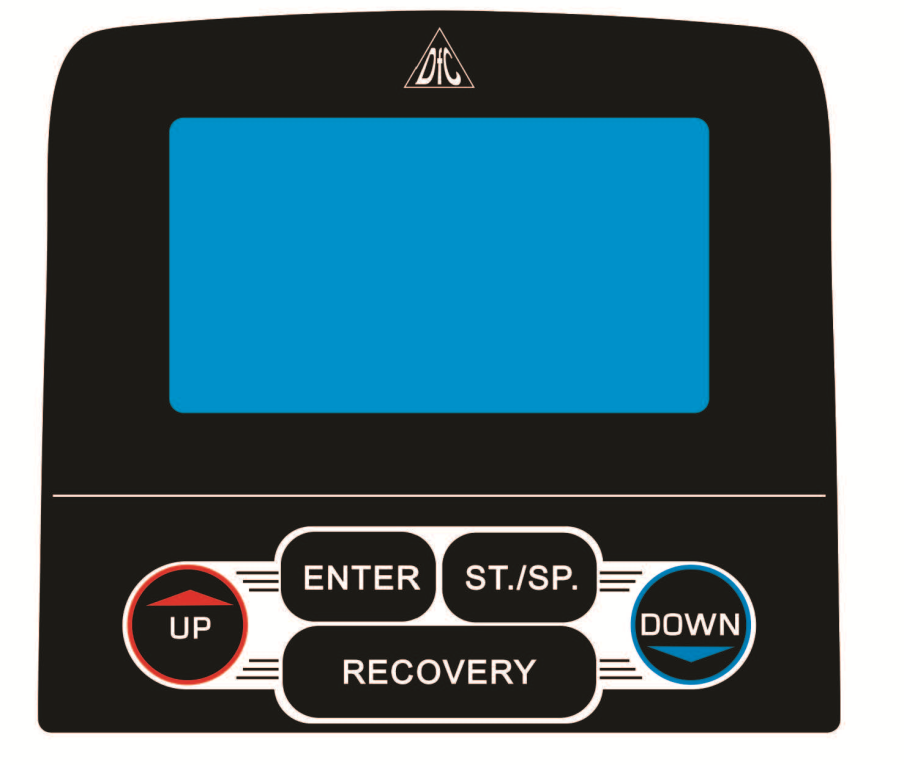 DfC
ENTER
ST./SP.
UP
DOWN
RECOVERY